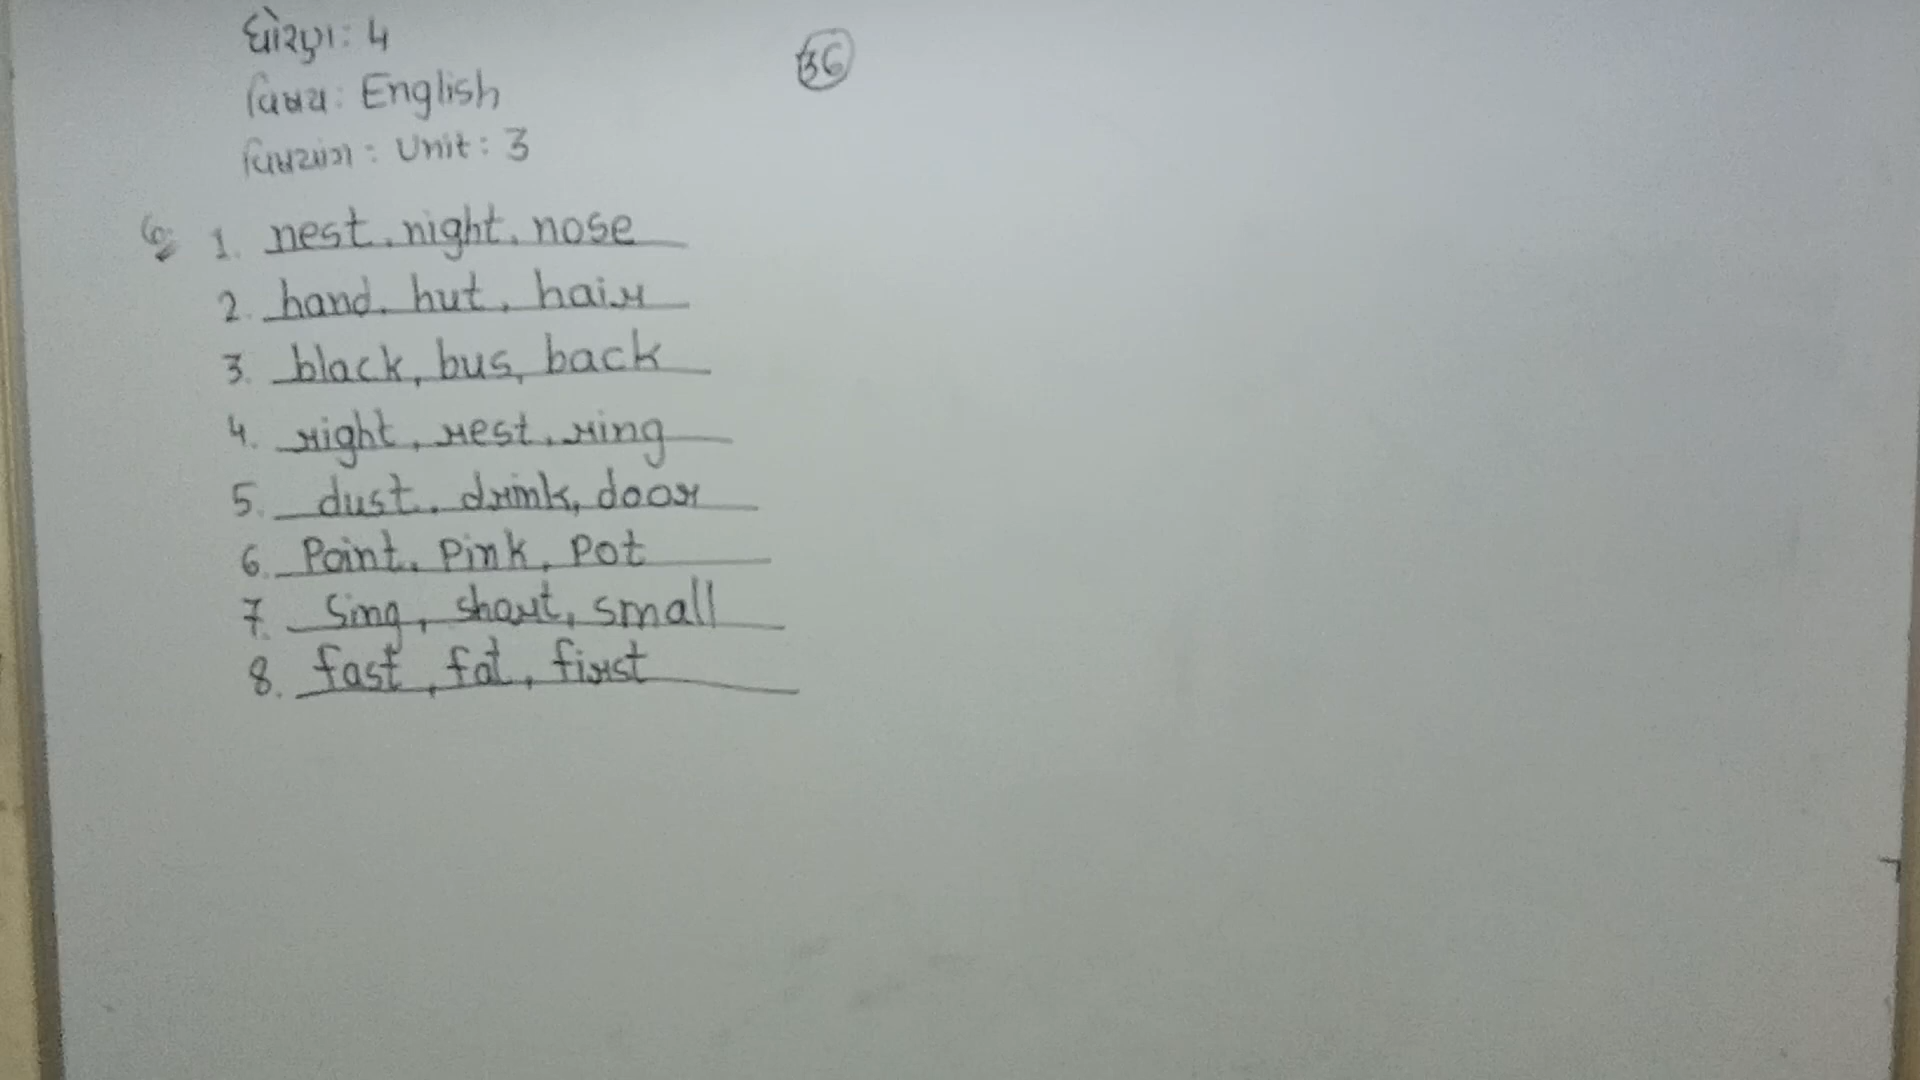 ધોરણ: 4
36
વિષય: English
વિષયાંગ: Unit: 3
6 1. nest, night, nose
2. hand, hut, hair
3. black, bus, back
4. right, rest, ring
5. dust, drink, door
6. Point, Pink, Pot
7. Sing, short, small
8. fast, fat, first